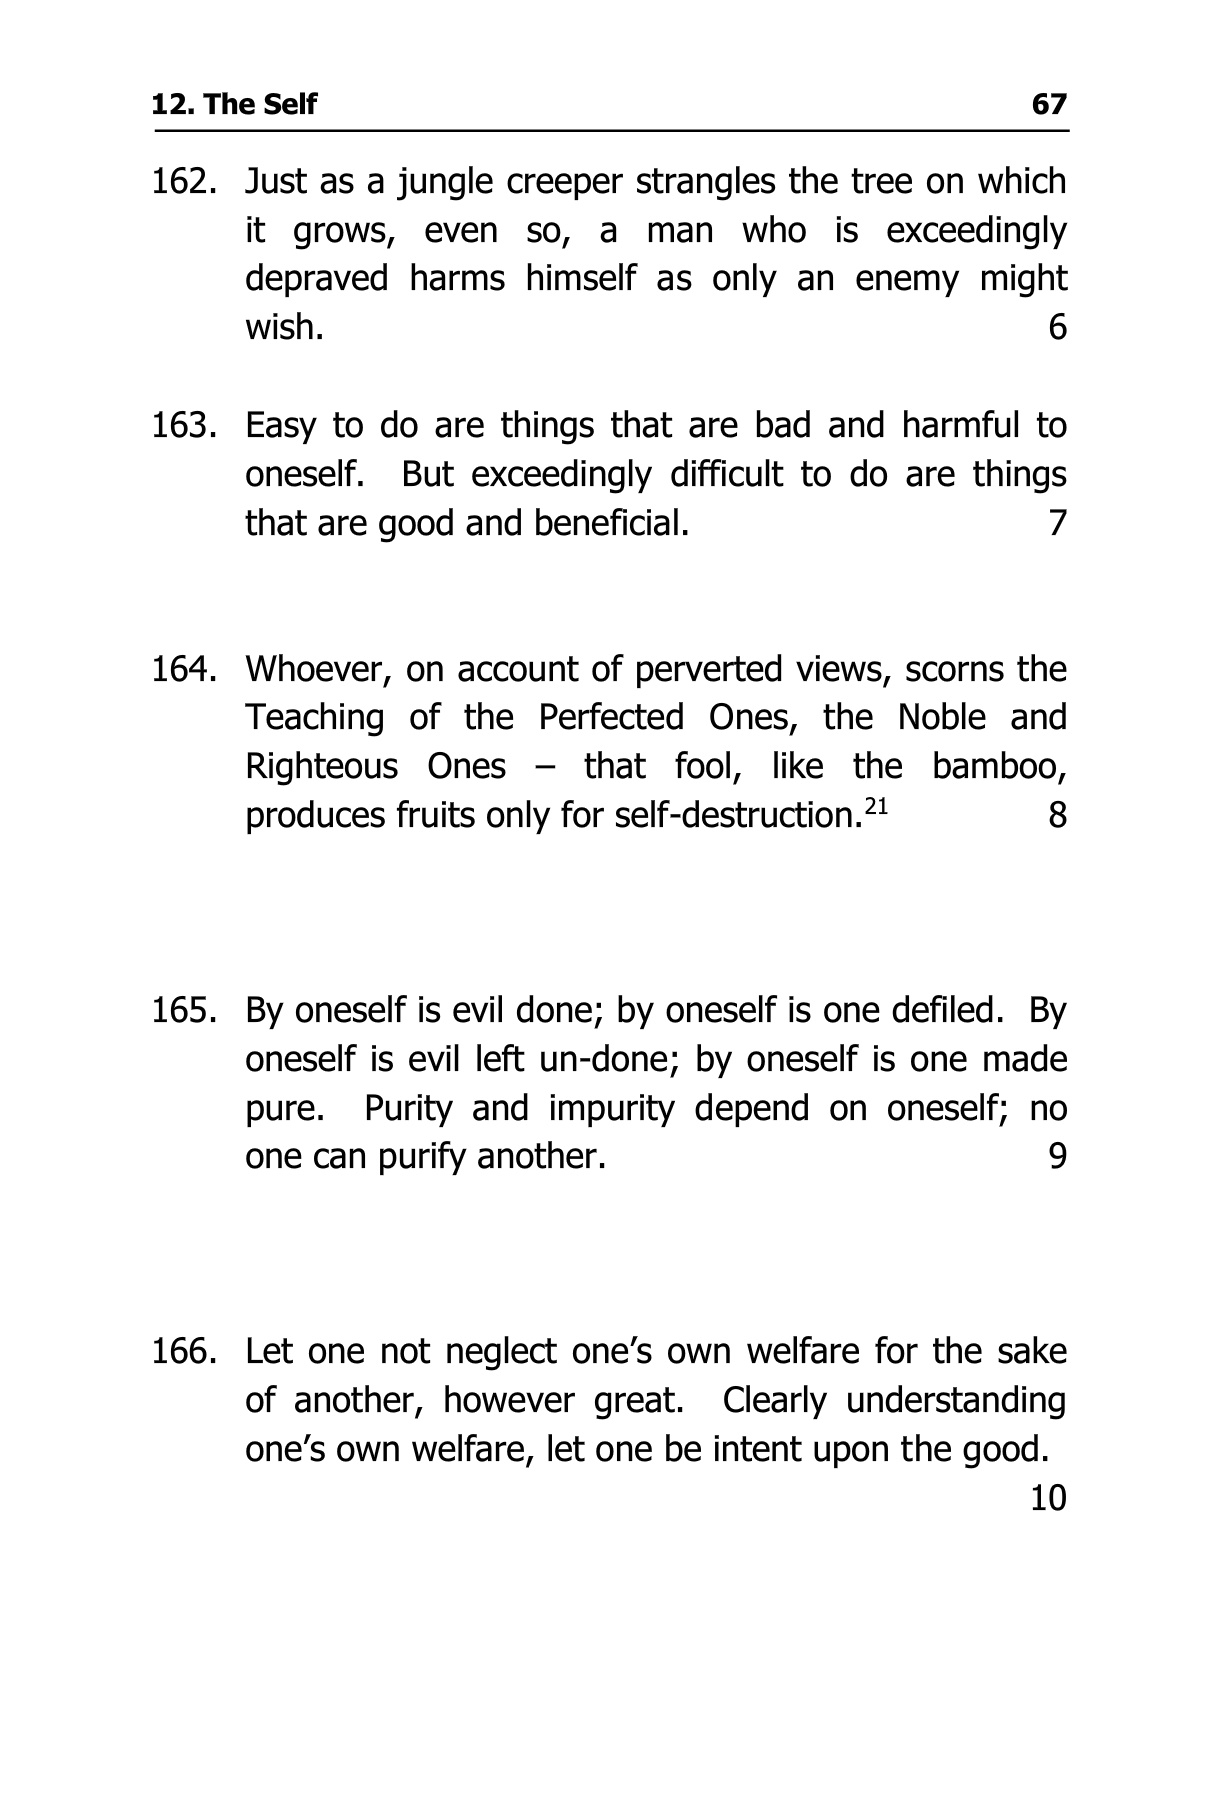 12. The Self 67
162. Just as a jungle creeper strangles the tree on which
it grows, even so, a man who is exceedingly
depraved harms himself as only an enemy might
wish. 6
163. Easy to do are things that are bad and harmful to
oneself. But exceedingly difficult to do are things
that are good and beneficial. 7
164. Whoever, on account of perverted views, scorns the
Teaching of the Perfected Ones, the Noble and
Righteous Ones – that fool, like the bamboo,
produces fruits only for self-destruction.21 8
165. By oneself is evil done; by oneself is one defiled. By
oneself is evil left un-done; by oneself is one made
pure. Purity and impurity depend on oneself; no
one can purify another. 9
166. Let one not neglect one’s own welfare for the sake
of another, however great. Clearly understanding
one’s own welfare, let one be intent upon the good.
10